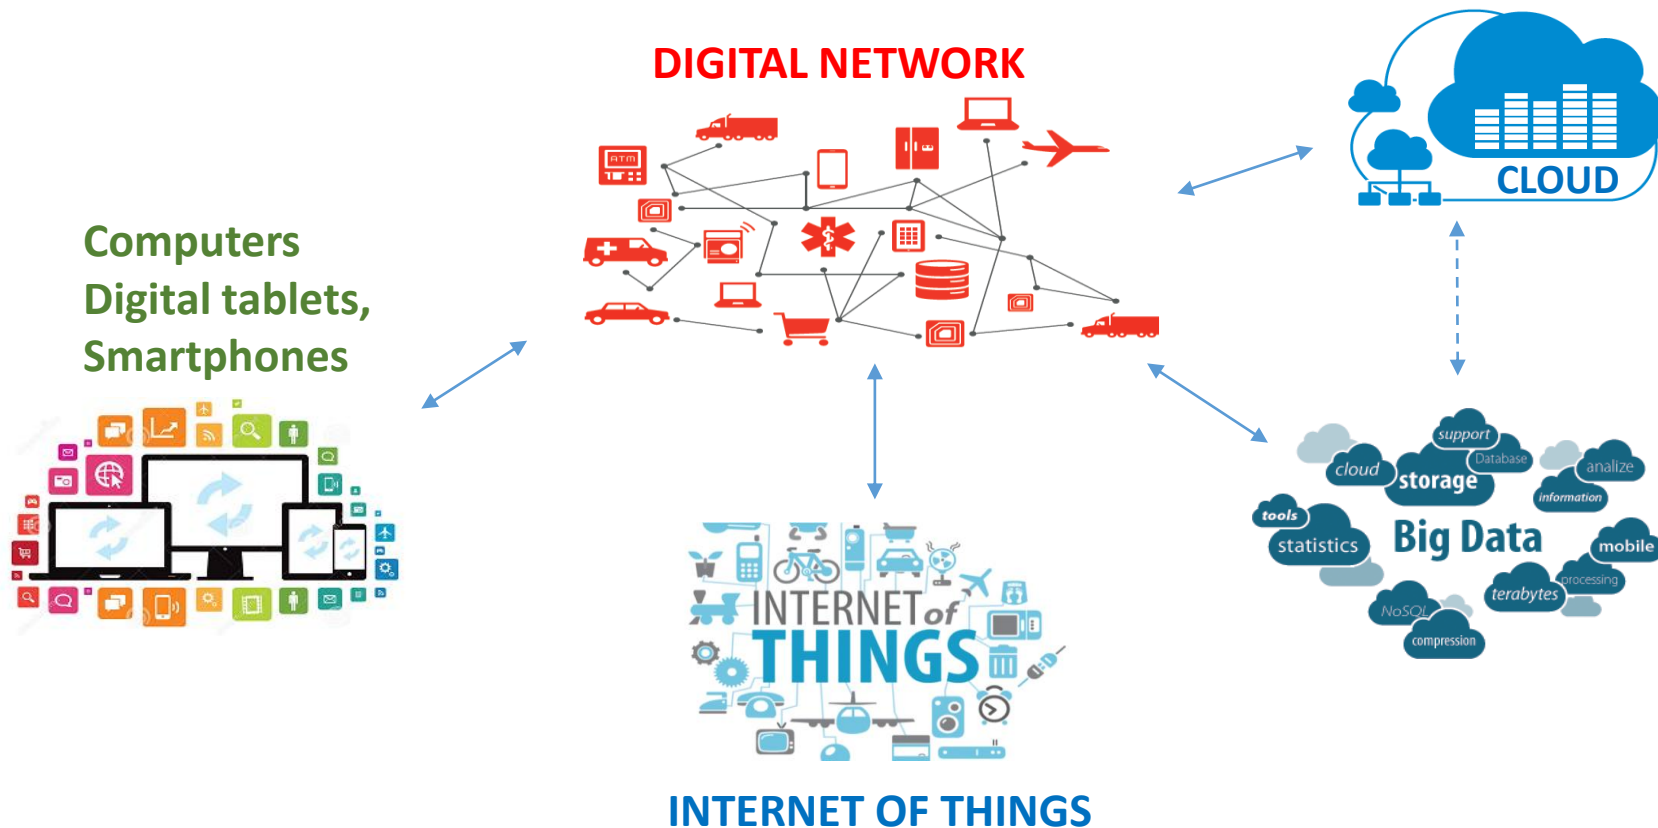 DIGITAL NETWORK
ATM
CLOUD
Computers
Digital tablets,
Smartphones
support
Database
cloud
storage
analize
information
tools
statistics
Big Data
mobile
processing
terabytes
NoSQL
compression
INTERNET of
THINGS
INTERNET OF THINGS